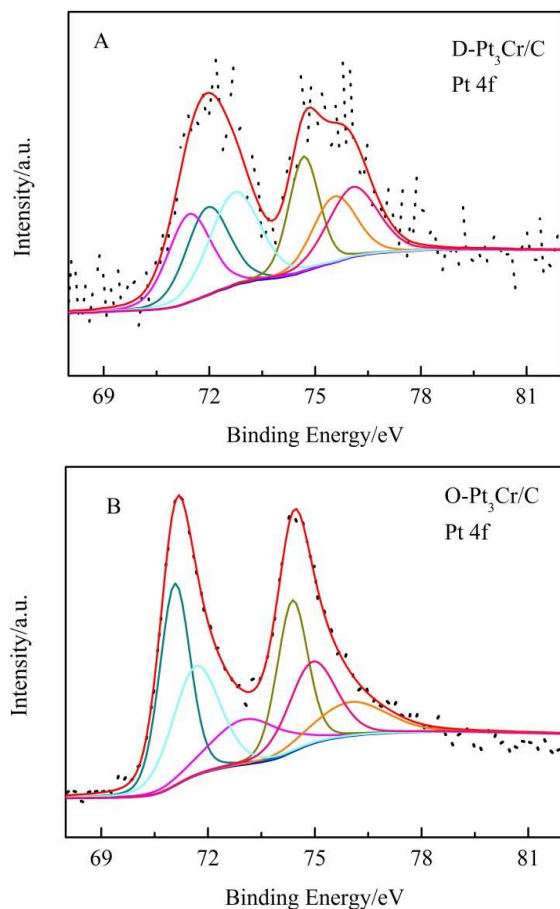 A
D-Pt₃Cr/C
Pt 4f
Intensity/a.u.
69 72 75 78 81
Binding Energy/eV
B
O-Pt₃Cr/C
Pt 4f
Intensity/a.u.
69 72 75 78 81
Binding Energy/eV